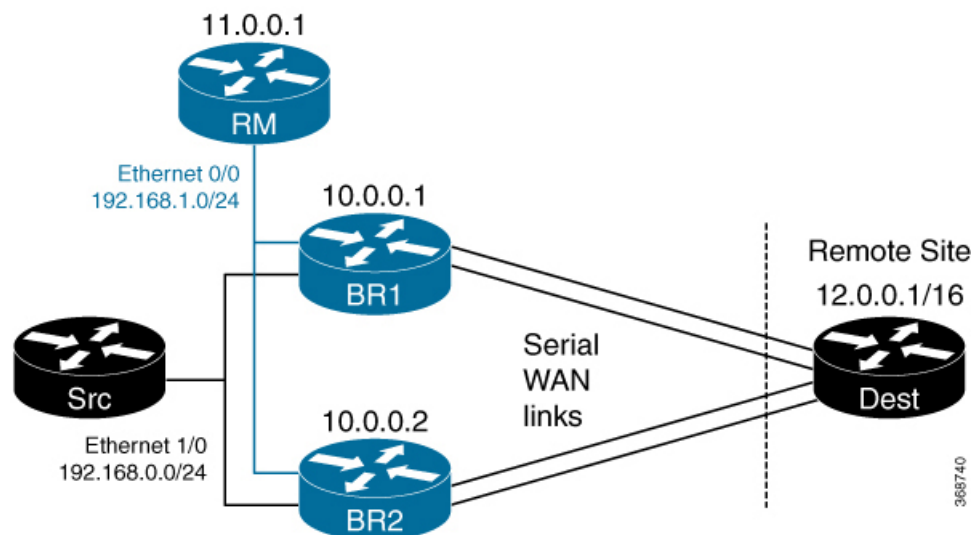 11.0.0.1
RM
Ethernet 0/0
192.168.1.0/24
10.0.0.1
BR1
Remote Site
12.0.0.1/16
Serial
WAN
links
Src
Dest
Ethernet 1/0
192.168.0.0/24
10.0.0.2
BR2
368740